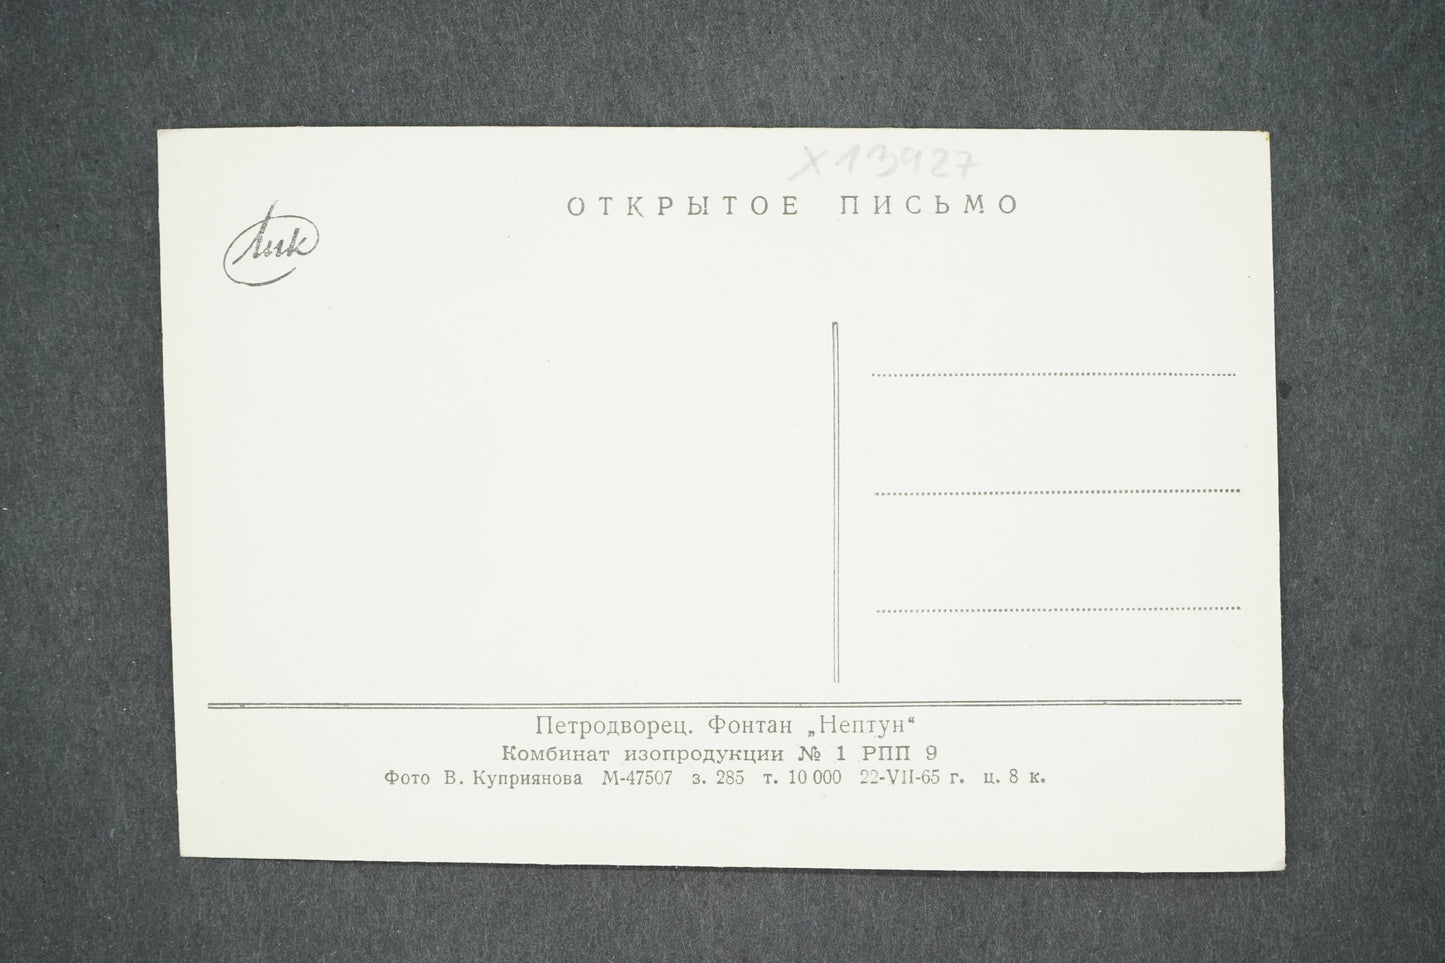 X13927
ОТКРЫТОЕ ПИСЬМО
Лик
Петродворец. Фонтан „Нептун“
Комбинат изопродукции № 1 РПП 9
Фото В. Куприянова М-47507 з. 285 т. 10 000 22-VII-65 г. ц. 8 к.